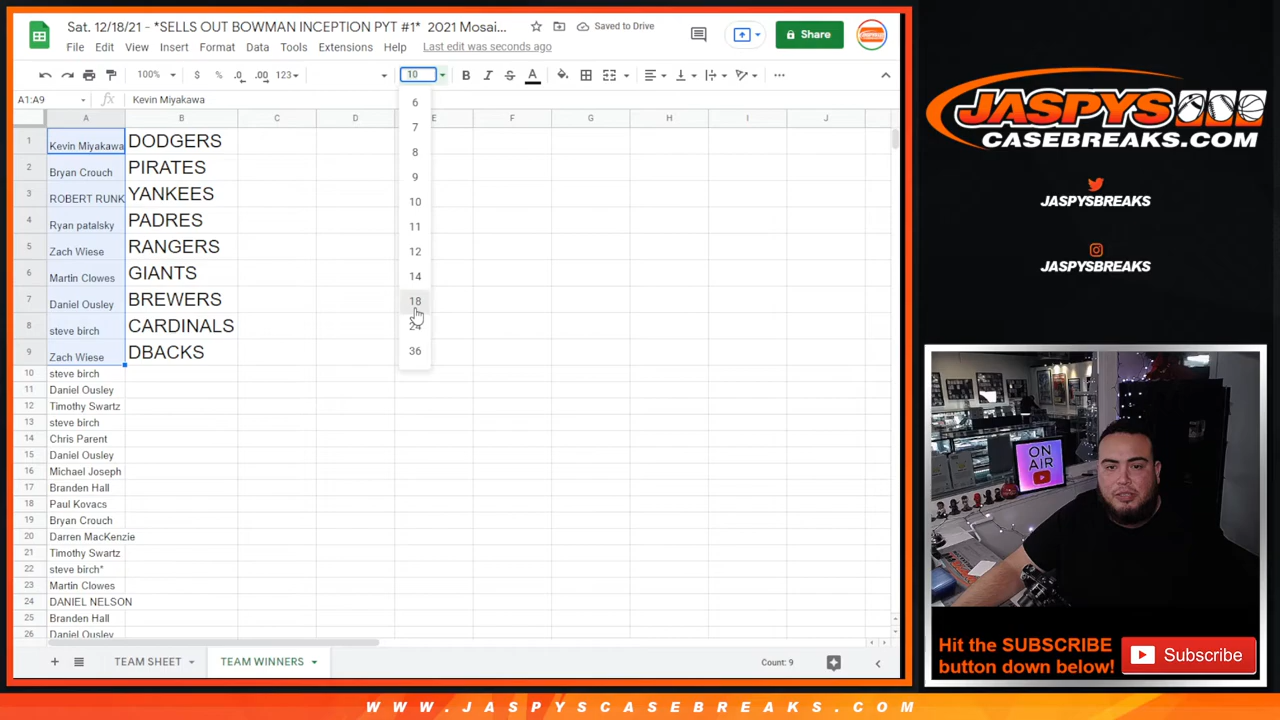 Sat. 12/18/21 - *SELLS OUT BOWMAN INCEPTION PYT #1* 2021 Mosai...
Saved to Drive
File Edit View Insert Format Data Tools Extensions Help Last edit was seconds ago
Share
100% $ % .0 .00 123 10 B I S A
A1:A9 fx Kevin Miyakawa
A B C D E F G H I J
1 Kevin Miyakawa DODGERS
2 Bryan Crouch PIRATES
3 ROBERT RUNK YANKEES
4 Ryan patalsky PADRES
5 Zach Wiese RANGERS
6 Martin Clowes GIANTS
7 Daniel Ousley BREWERS
8 steve birch CARDINALS
9 Zach Wiese DBACKS
10 steve birch
11 Daniel Ousley
12 Timothy Swartz
13 steve birch
14 Chris Parent
15 Daniel Ousley
16 Michael Joseph
17 Branden Hall
18 Paul Kovacs
19 Bryan Crouch
20 Darren MacKenzie
21 Timothy Swartz
22 steve birch*
23 Martin Clowes
24 DANIEL NELSON
25 Branden Hall
26 Daniel Ousley
6
7
8
9
10
11
12
14
18
24
36
TEAM SHEET TEAM WINNERS Count: 9
JASPYS
CASEBREAKS.COM
JASPYSBREAKS
JASPYSBREAKS
ON
AIR
Hit the SUBSCRIBE
button down below!
Subscribe
WWW.JASPYSCASEBREAKS.COM